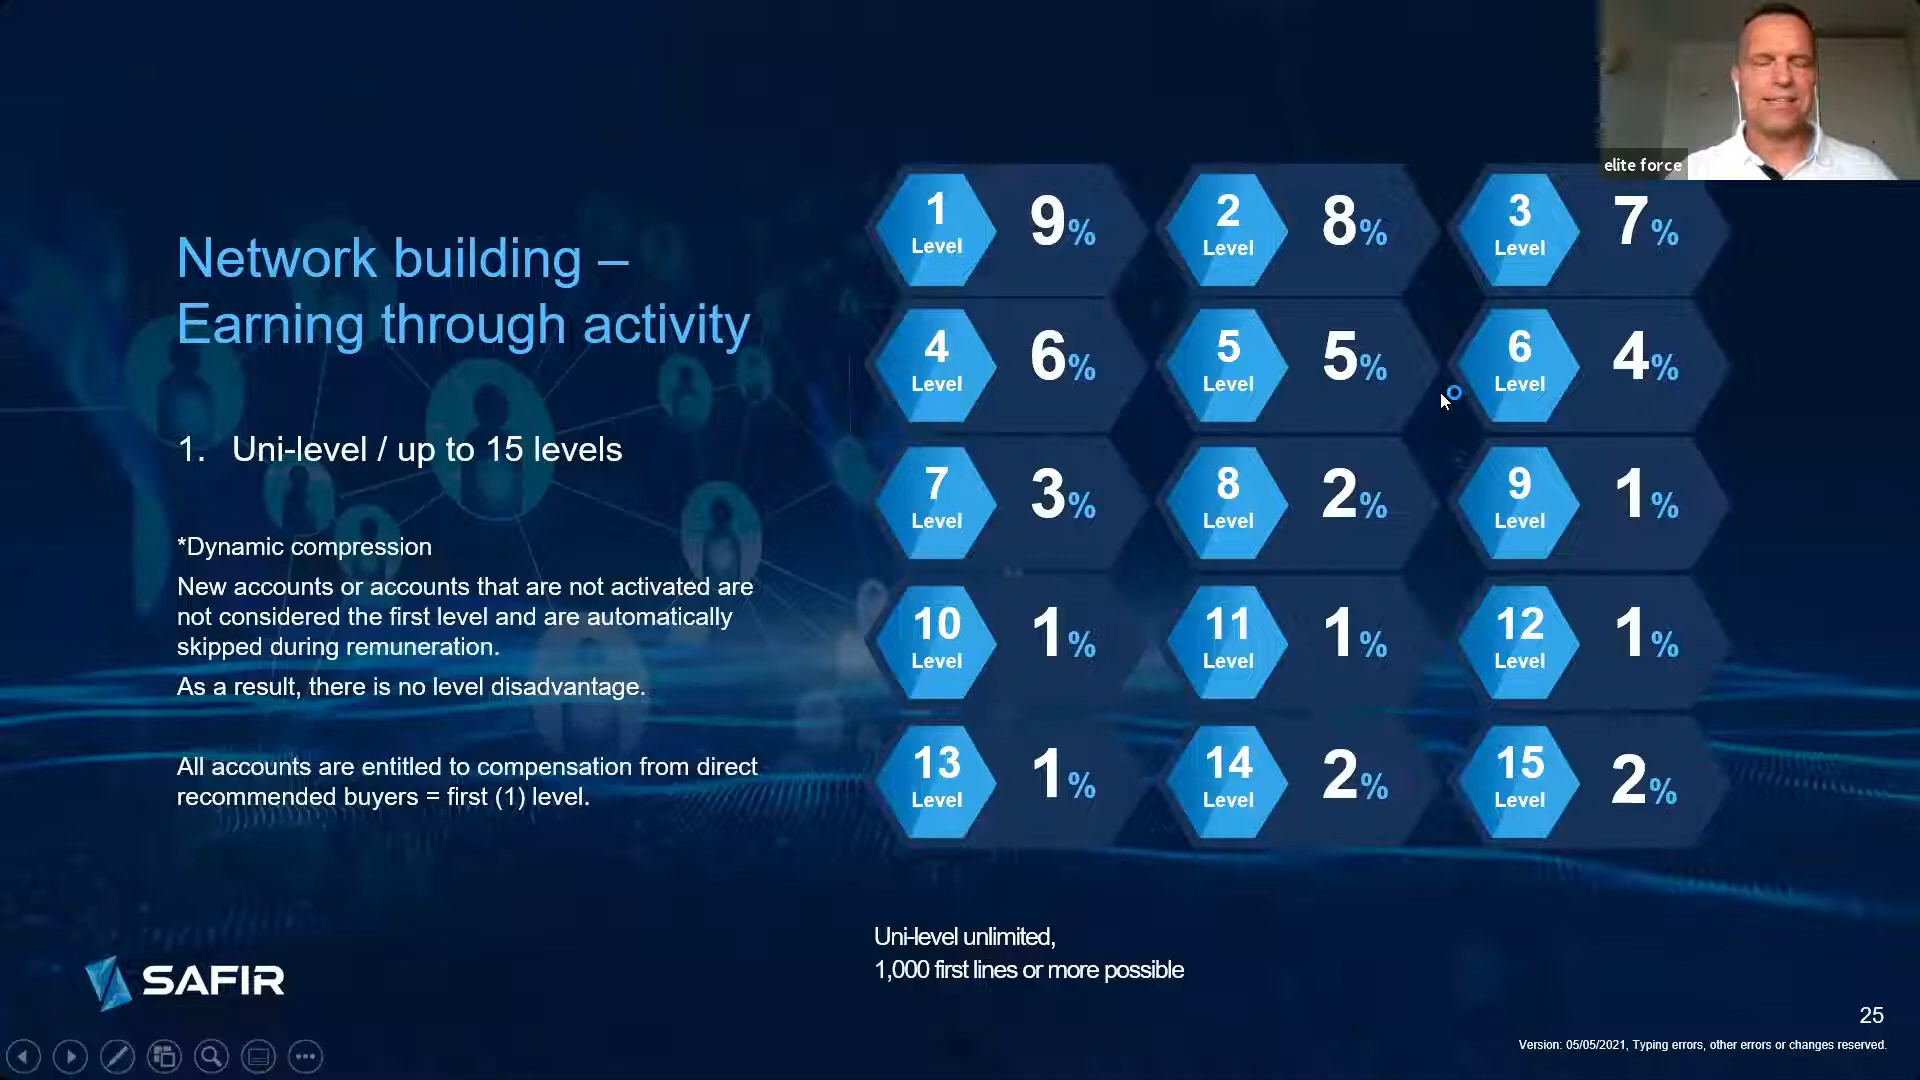 elite force
Network building –
Earning through activity
1. Uni-level / up to 15 levels
*Dynamic compression
New accounts or accounts that are not activated are
not considered the first level and are automatically
skipped during remuneration.
As a result, there is no level disadvantage.
All accounts are entitled to compensation from direct
recommended buyers = first (1) level.
1 Level 9%
2 Level 8%
3 Level 7%
4 Level 6%
5 Level 5%
6 Level 4%
7 Level 3%
8 Level 2%
9 Level 1%
10 Level 1%
11 Level 1%
12 Level 1%
13 Level 1%
14 Level 2%
15 Level 2%
Uni-level unlimited,
1,000 first lines or more possible
SAFIR
25
Version: 05/05/2021, Typing errors, other errors or changes reserved.